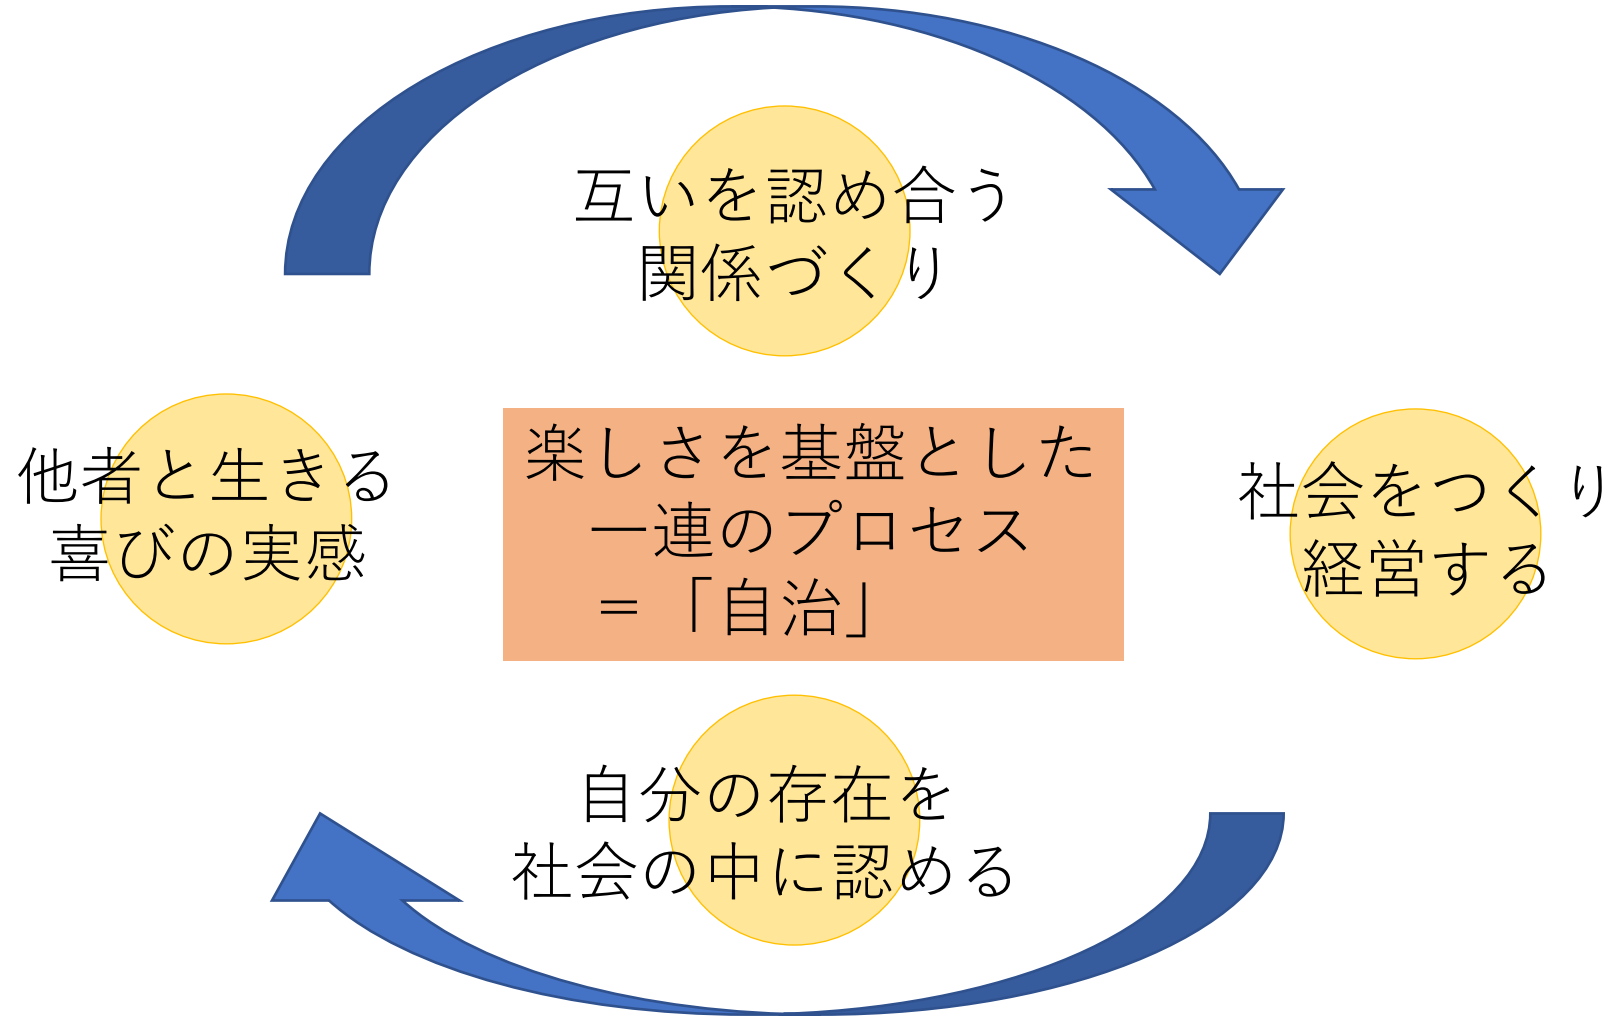 互いを認め合う
関係づくり
他者と生きる
喜びの実感
楽しさを基盤とした
一連のプロセス
＝「自治」
社会をつくり
経営する
自分の存在を
社会の中に認める